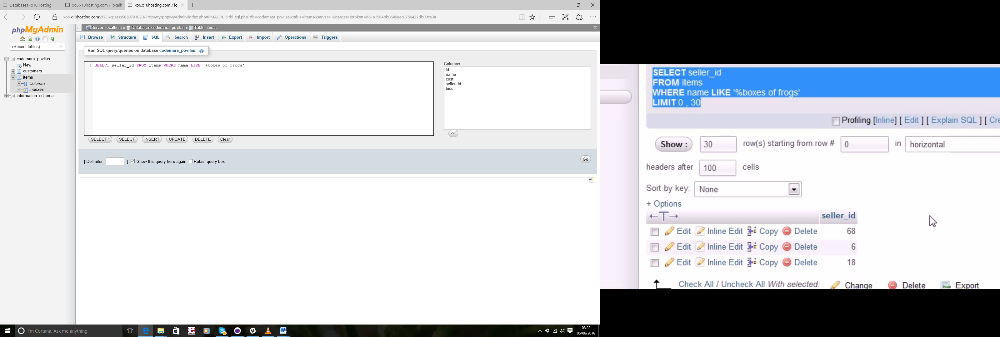 Databases - x10Hosting
xo6.x10hosting.com / localh
xo6.x10hosting.com / lo
xo6.x10hosting.com:2083/cpsess5820701020/3rdparty/phpMyAdmin/index.php#PMAURL-6:tbl_sql.php?db=codemara_povilas&table=items&server=1&target=&token=d61a1564bb0649eec8756437db00ce3a
phpMyAdmin
(Recent tables) ...
codemara_povilas
New
customers
items
Columns
Indexes
information_schema
Server: localhost » Database: codemara_povilas » Table: items
Browse Structure SQL Search Insert Export Import Operations Triggers
Run SQL query/queries on database codemara_povilas:
1 SELECT seller_id FROM items WHERE name LIKE '%boxes of frogs'
Columns
id
name
cost
seller_id
bids
<<
SELECT * SELECT INSERT UPDATE DELETE Clear
[ Delimiter ; ] Show this query here again Retain query box
Go
I'm Cortana. Ask me anything.
08:22
06/06/2016
SELECT seller_id
FROM items
WHERE name LIKE '%boxes of frogs'
LIMIT 0 , 30
Profiling [Inline] [ Edit ] [ Explain SQL ] [ Cre
Show : 30 row(s) starting from row # 0 in horizontal
headers after 100 cells
Sort by key: None
+ Options
←T→ seller_id
Edit Inline Edit Copy Delete 68
Edit Inline Edit Copy Delete 6
Edit Inline Edit Copy Delete 18
Check All / Uncheck All With selected: Change Delete Export